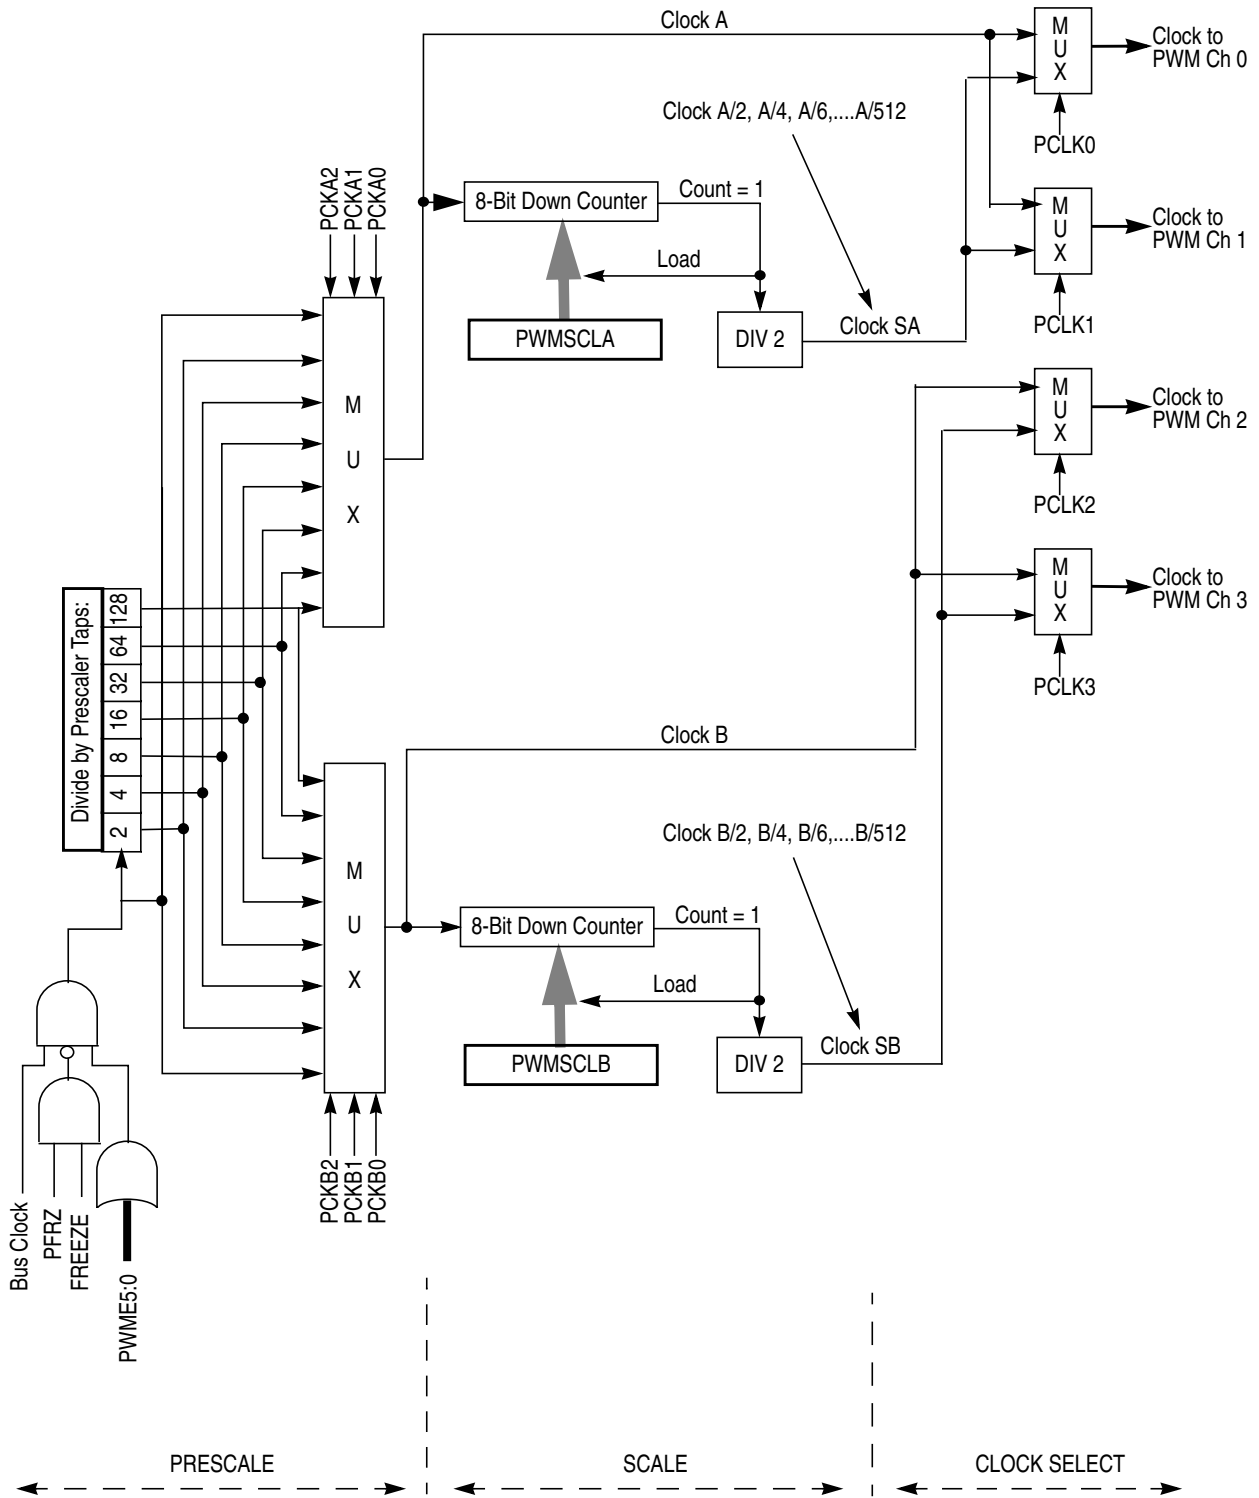 Clock A
M
U
X
Clock to
PWM Ch 0
PCLK0
Clock A/2, A/4, A/6,....A/512
PCKA2
PCKA1
PCKA0
8-Bit Down Counter
Count = 1
Load
PWMSCLA
DIV 2
Clock SA
M
U
X
Clock to
PWM Ch 1
PCLK1
M
U
X
M
U
X
Clock to
PWM Ch 2
PCLK2
M
U
X
Clock to
PWM Ch 3
PCLK3
Divide by Prescaler Taps:
128
64
32
16
8
4
2
Clock B
Clock B/2, B/4, B/6,....B/512
M
U
X
8-Bit Down Counter
Count = 1
Load
PWMSCLB
DIV 2
Clock SB
PCKB2
PCKB1
PCKB0
Bus Clock
PFRZ
FREEZE
PWME5:0
PRESCALE
SCALE
CLOCK SELECT